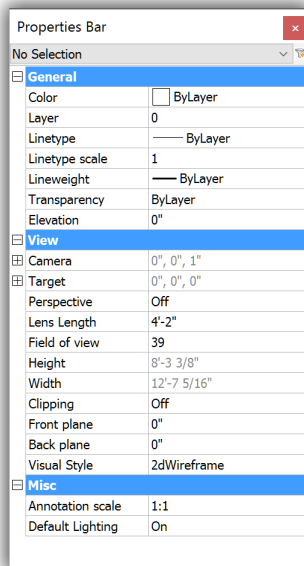 Properties Bar
No Selection
General
Color ByLayer
Layer 0
Linetype ByLayer
Linetype scale 1
Lineweight ByLayer
Transparency ByLayer
Elevation 0"
View
Camera 0", 0", 1"
Target 0", 0", 0"
Perspective Off
Lens Length 4'-2"
Field of view 39
Height 8'-3 3/8"
Width 12'-7 5/16"
Clipping Off
Front plane 0"
Back plane 0"
Visual Style 2dWireframe
Misc
Annotation scale 1:1
Default Lighting On